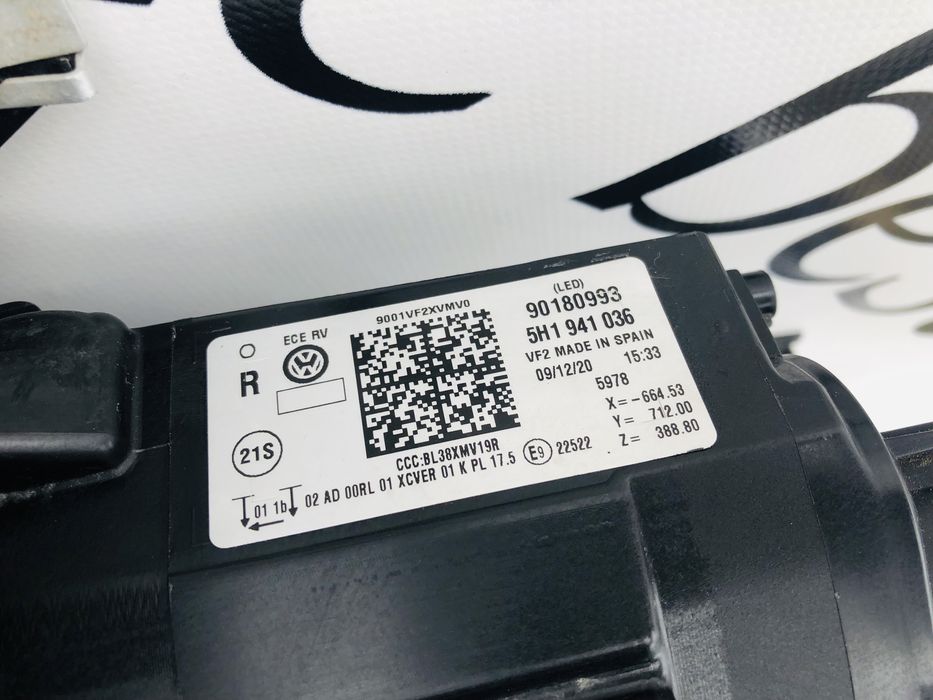 9001VF2XVMV0
(LED)
90180993
5H1 941 036
VF2 MADE IN SPAIN
09/12/20 15:33
5978
X=-664.53
Y= 712.00
Z= 388.80
ECE RV
R
21S
CCC:BL38XMV19R
01 1b 02 AD 00RL 01 XCVER 01 K PL 17.5
E9 22522